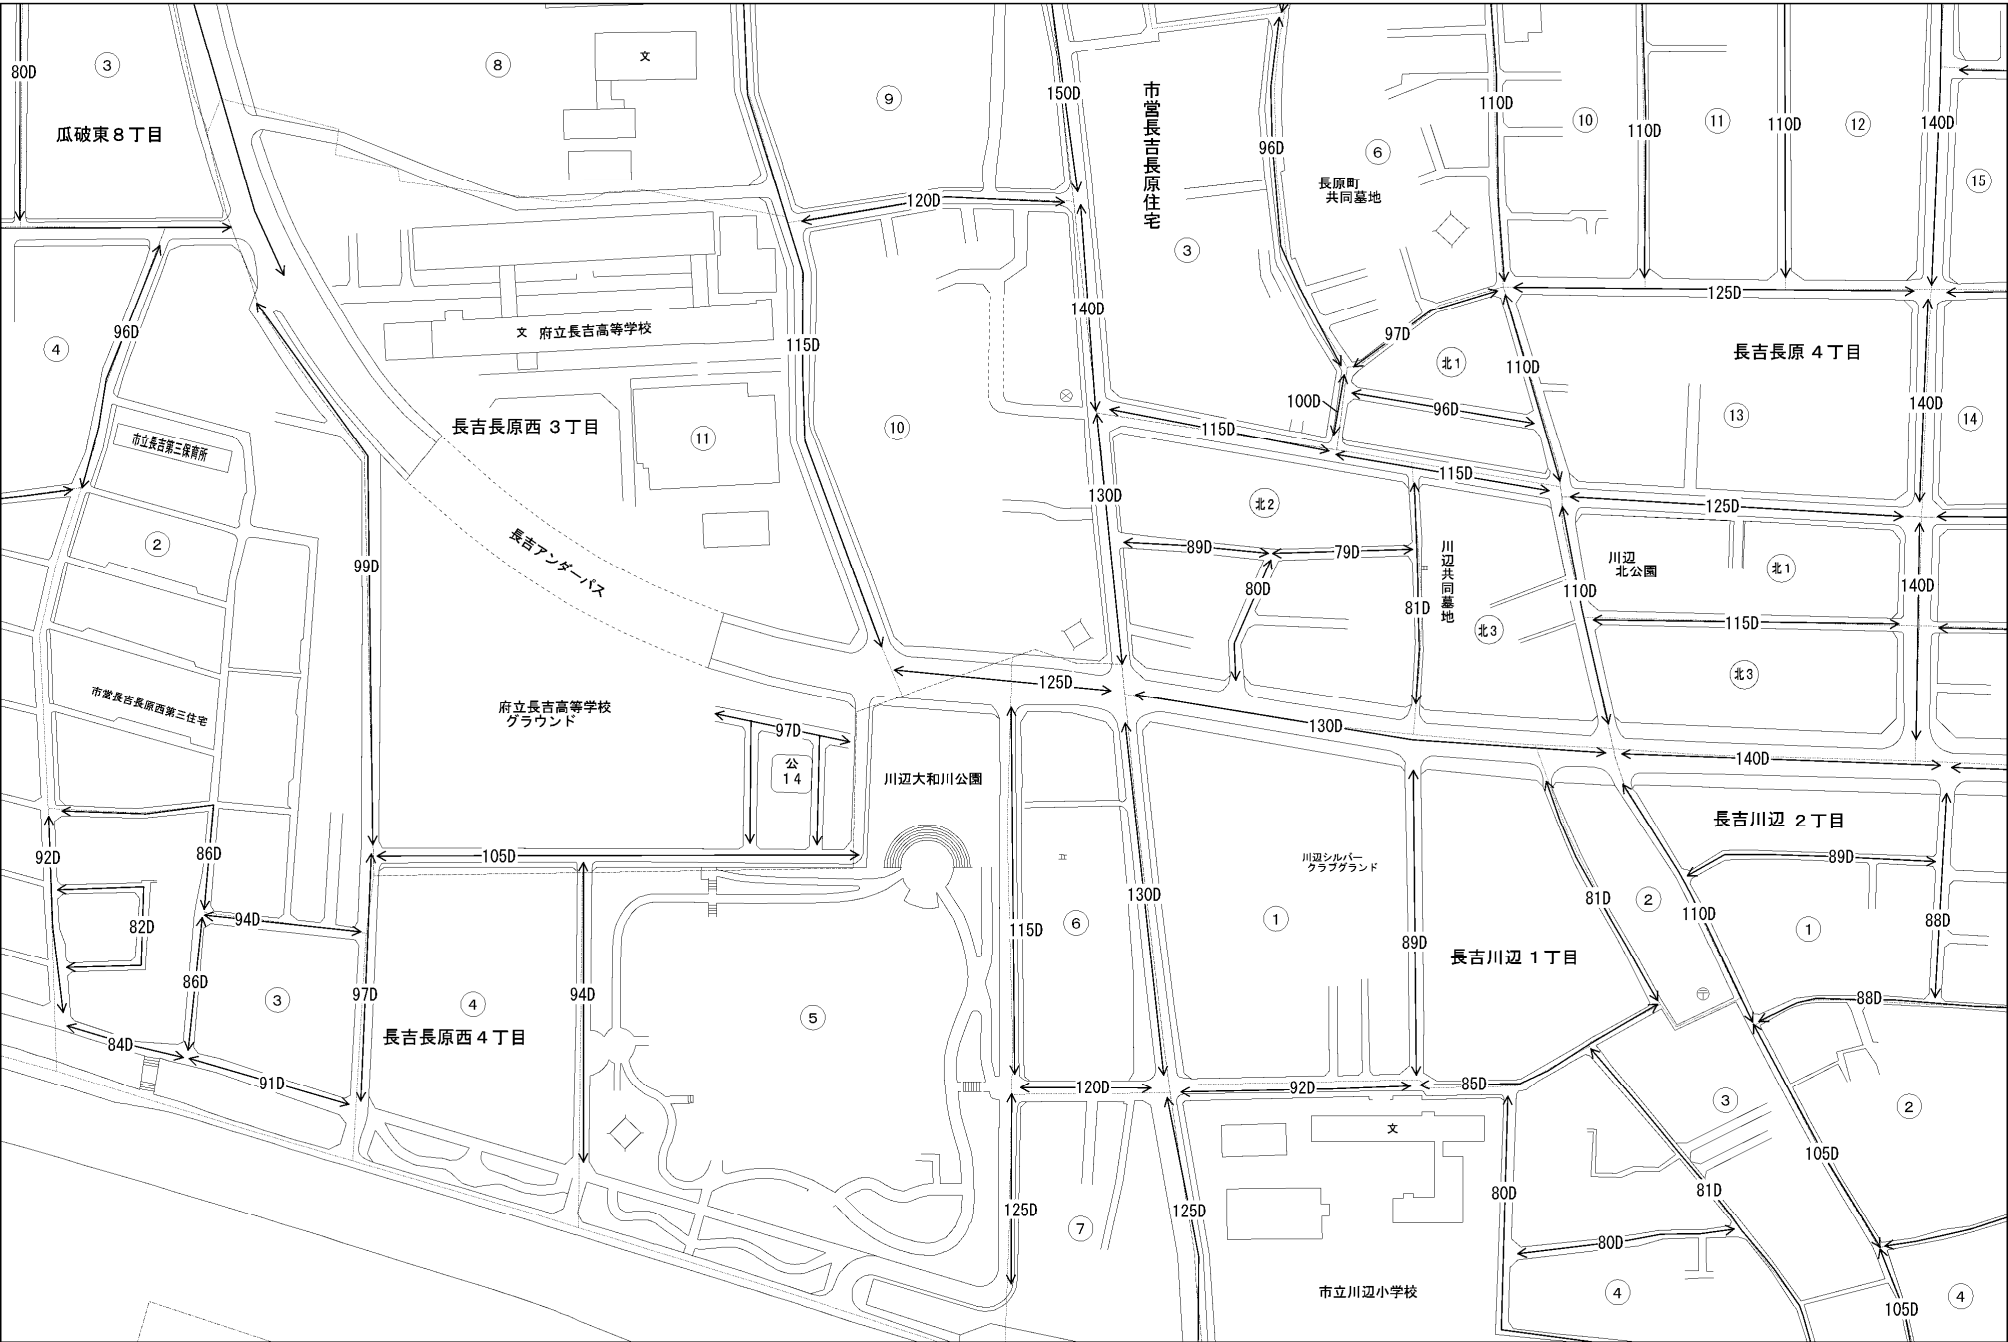 80D
③
瓜破東8丁目
⑧
文
⑨
150D
市営長吉長原住宅
96D
⑥
長原町
共同墓地
110D
⑩
110D
⑪
110D
⑫
140D
⑮
120D
③
④
96D
文 府立長吉高等学校
115D
140D
97D
北1
110D
125D
長吉長原4丁目
140D
⑬
⑭
市立長吉第三保育所
長吉長原西3丁目
⑪
⑩
100D
96D
115D
115D
125D
130D
北2
②
99D
長吉アンダーパス
89D
79D
80D
81D
川辺共同墓地
北3
110D
川辺
北公園
北1
140D
115D
北3
市営長吉長原西第三住宅
府立長吉高等学校
グラウンド
97D
公
14
125D
130D
140D
川辺大和川公園
長吉川辺2丁目
92D
86D
105D
川辺シルバー
クラブグランド
89D
82D
94D
130D
115D
⑥
①
89D
81D
②
110D
①
88D
長吉川辺1丁目
86D
③
97D
④
長吉長原西4丁目
94D
⑤
88D
84D
91D
120D
92D
85D
③
②
文
105D
125D
⑦
125D
80D
81D
80D
市立川辺小学校
④
105D
④